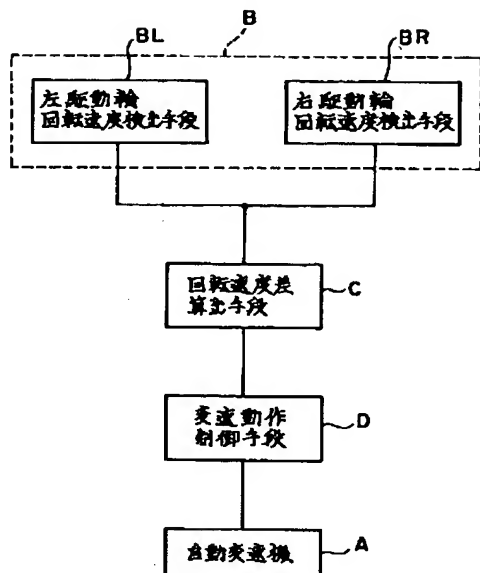 B
BL
BR
左駆動輪
回転速度検出手段
右駆動輪
回転速度検出手段
回転速度差
算出手段
C
変速動作
制御手段
D
自動変速機
A